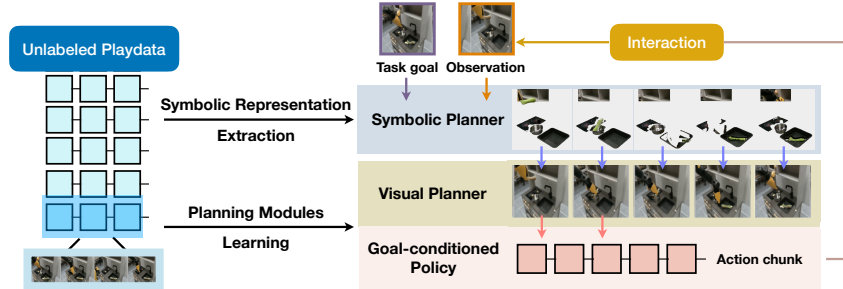 Unlabeled Playdata
Symbolic Representation
Extraction
Planning Modules
Learning
Task goal
Observation
Interaction
Symbolic Planner
Visual Planner
Goal-conditioned
Policy
Action chunk